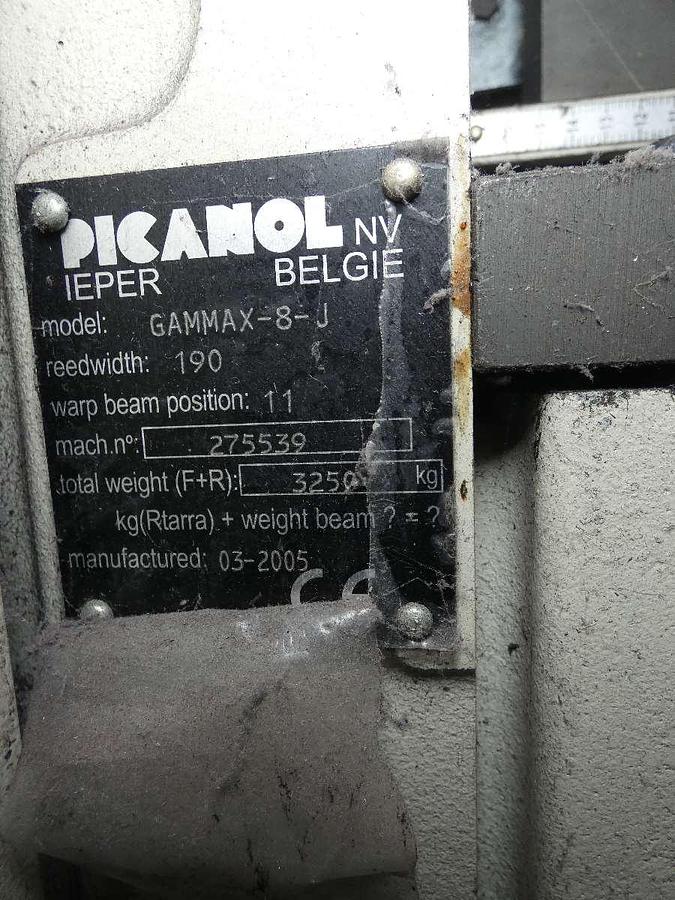 PICANOL NV
IEPER BELGIE
model: GAMMAX-8-J
reedwidth: 190
warp beam position: 11
mach.nº: 275539
total weight (F+R): 3250 kg
kg(Rtarra) + weight beam ? = ?
manufactured: 03-2005
CE